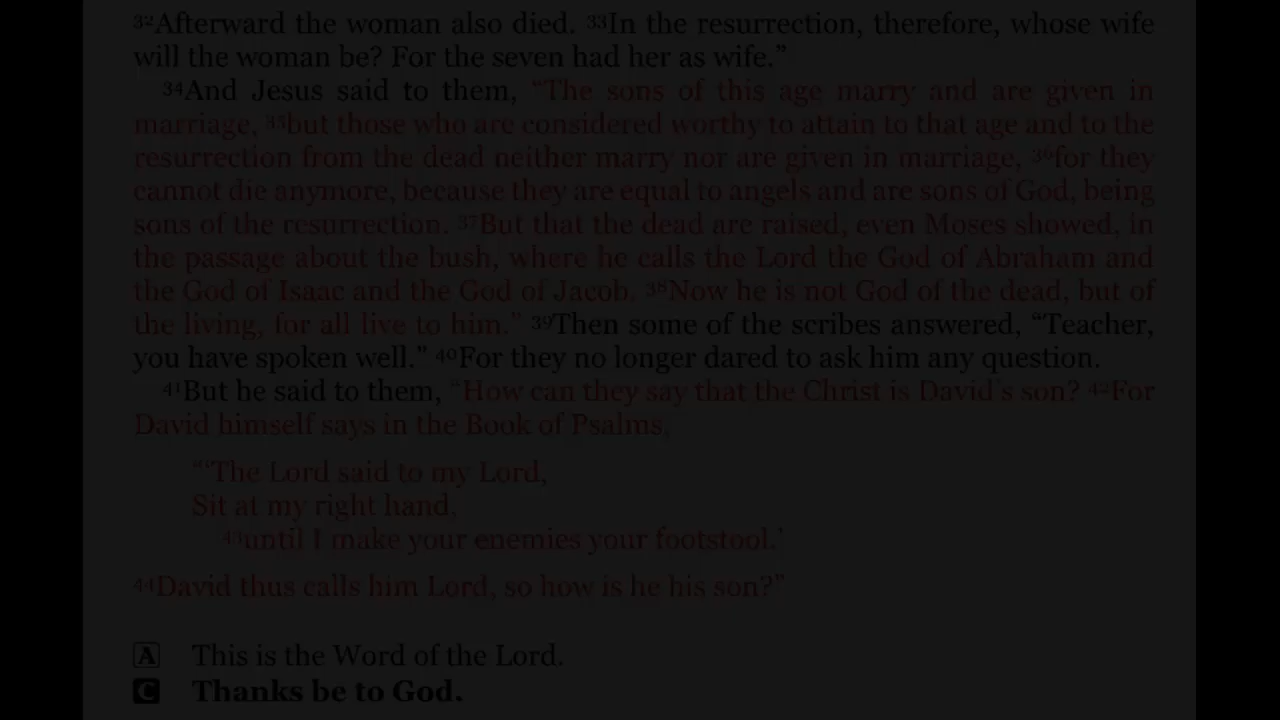 ³²Afterward the woman also died. ³³In the resurrection, therefore, whose wife
will the woman be? For the seven had her as wife.”
³⁴And Jesus said to them, “The sons of this age marry and are given in
marriage, ³⁵but those who are considered worthy to attain to that age and to the
resurrection from the dead neither marry nor are given in marriage, ³⁶for they
cannot die anymore, because they are equal to angels and are sons of God, being
sons of the resurrection. ³⁷But that the dead are raised, even Moses showed, in
the passage about the bush, where he calls the Lord the God of Abraham and
the God of Isaac and the God of Jacob. ³⁸Now he is not God of the dead, but of
the living, for all live to him.” ³⁹Then some of the scribes answered, “Teacher,
you have spoken well.” ⁴⁰For they no longer dared to ask him any question.
⁴¹But he said to them, “How can they say that the Christ is David’s son? ⁴²For
David himself says in the Book of Psalms,
“‘The Lord said to my Lord,
Sit at my right hand,
⁴³until I make your enemies your footstool.’
⁴⁴David thus calls him Lord, so how is he his son?”
A This is the Word of the Lord.
C Thanks be to God.